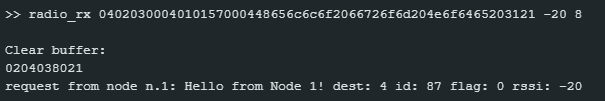 >> radio_rx 0402030004010157000448656c6c6f2066726f6d204e6f6465203121 -20 8
Clear buffer:
0204038021
request from node n.1: Hello from Node 1! dest: 4 id: 87 flag: 0 rssi: -20